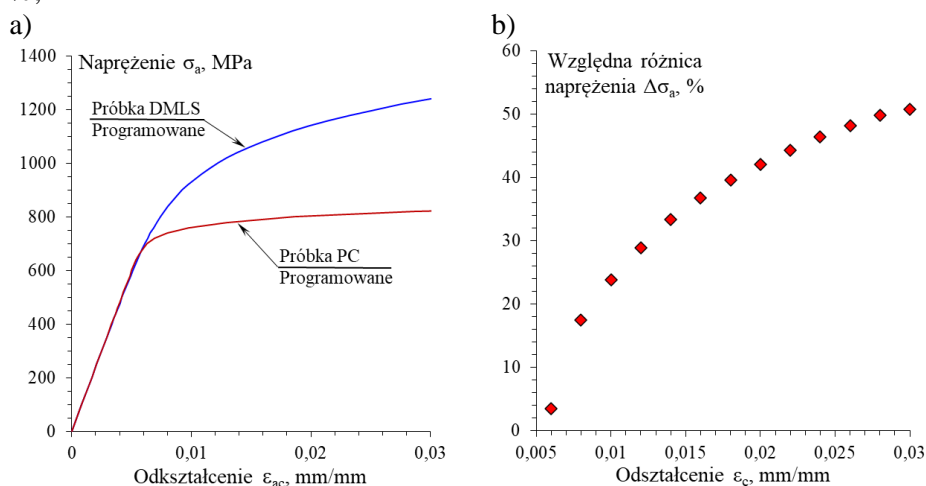 a)
Naprężenie σa, MPa
1400
1200
1000
800
600
400
200
0
Próbka DMLS
Programowane
Próbka PC
Programowane
0
0,01
0,02
0,03
Odkształcenie εac, mm/mm
b)
Względna różnica
naprężenia Δσa, %
60
50
40
30
20
10
0
0,005
0,01
0,015
0,02
0,025
0,03
Odształcenie εc, mm/mm